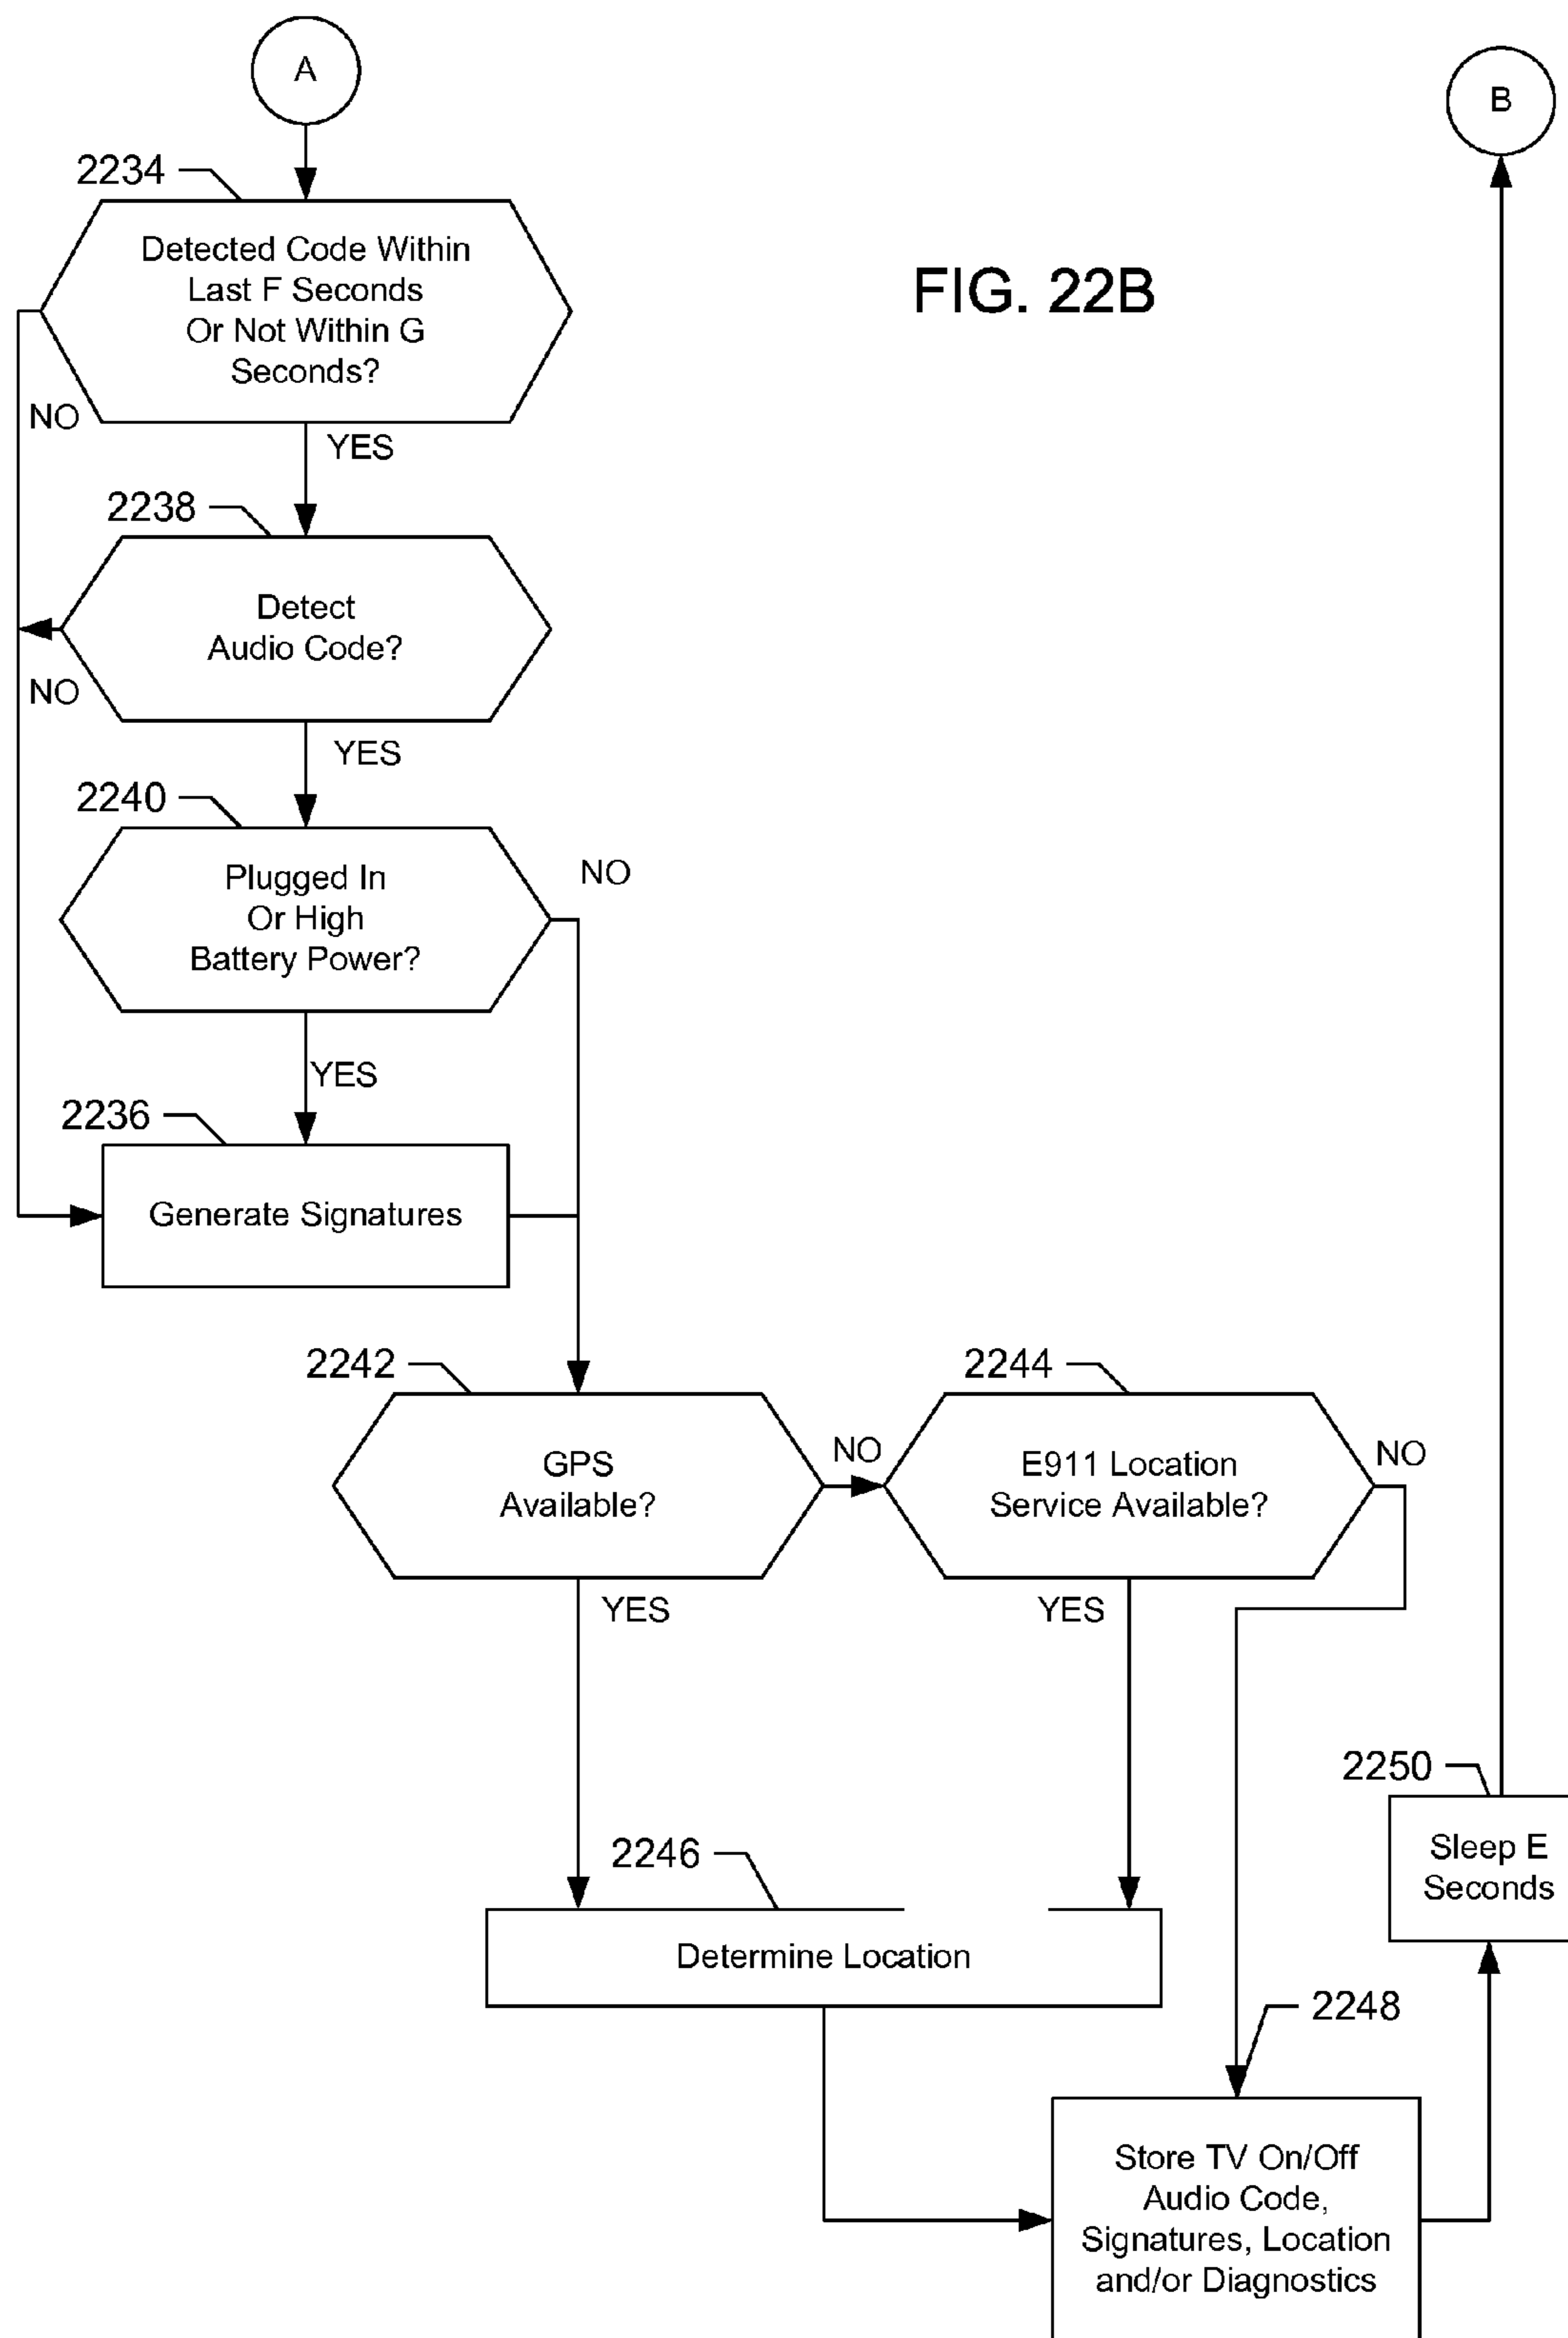 A
B
2234
Detected Code Within
Last F Seconds
Or Not Within G
Seconds?
FIG. 22B
NO
YES
2238
Detect
Audio Code?
NO
YES
2240
Plugged In
Or High
Battery Power?
NO
YES
2236
Generate Signatures
2242
GPS
Available?
NO
2244
E911 Location
Service Available?
NO
YES
YES
2250
Sleep E
Seconds
2246
Determine Location
2248
Store TV On/Off
Audio Code,
Signatures, Location
and/or Diagnostics